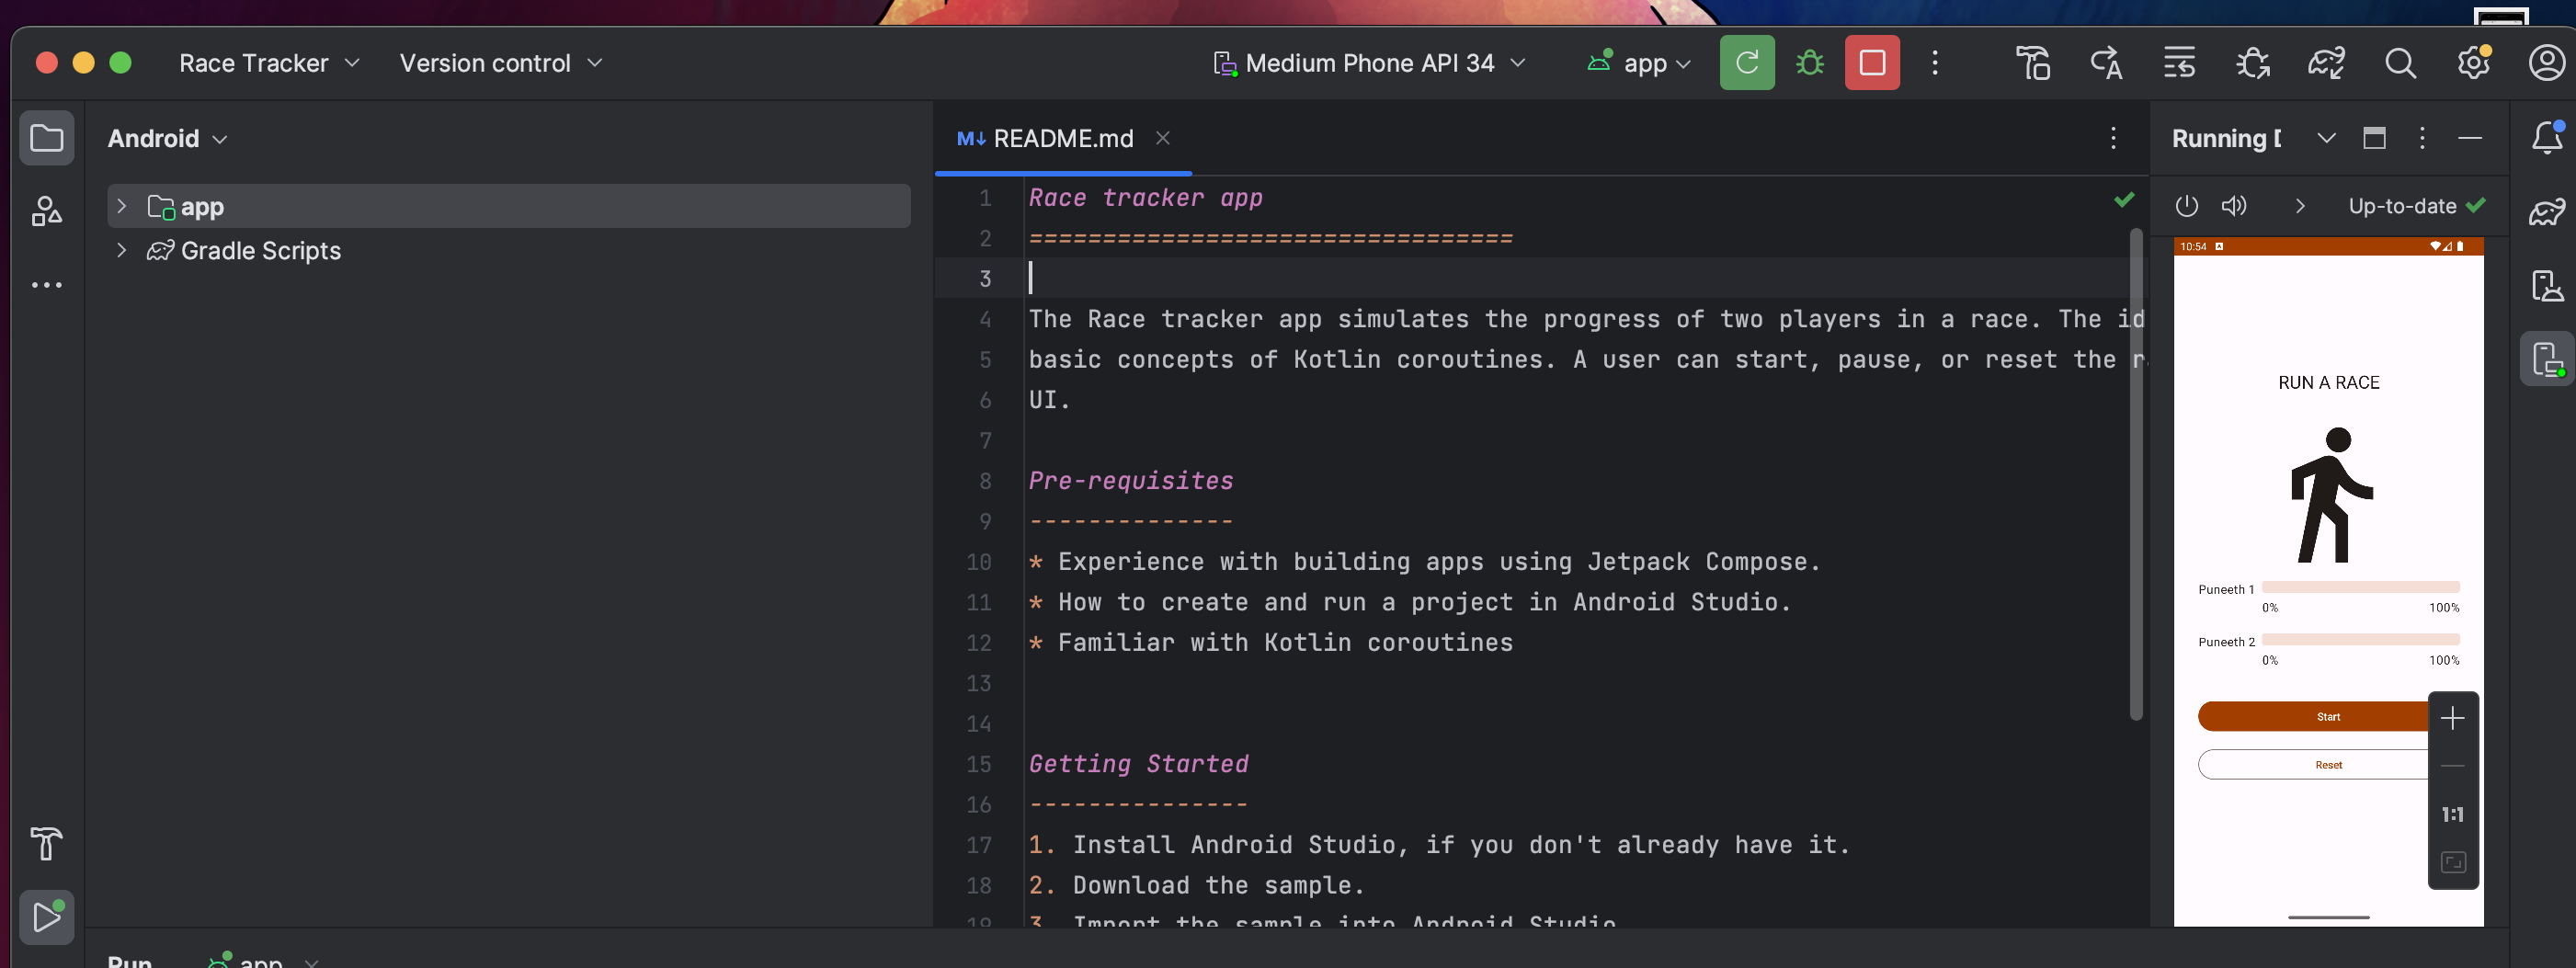 Race Tracker
Version control
Medium Phone API 34
app
Android
app
Gradle Scripts
M↓ README.md
1 Race tracker app
2 =================================
3
4 The Race tracker app simulates the progress of two players in a race. The id
5 basic concepts of Kotlin coroutines. A user can start, pause, or reset the r
6 UI.
7
8 Pre-requisites
9 --------------
10 * Experience with building apps using Jetpack Compose.
11 * How to create and run a project in Android Studio.
12 * Familiar with Kotlin coroutines
13
14
15 Getting Started
16 ---------------
17 1. Install Android Studio, if you don't already have it.
18 2. Download the sample.
19 3. Import the sample into Android Studio
Running D
Up-to-date
10:54
RUN A RACE
Puneeth 1
0% 100%
Puneeth 2
0% 100%
Start
Reset
1:1
Run app